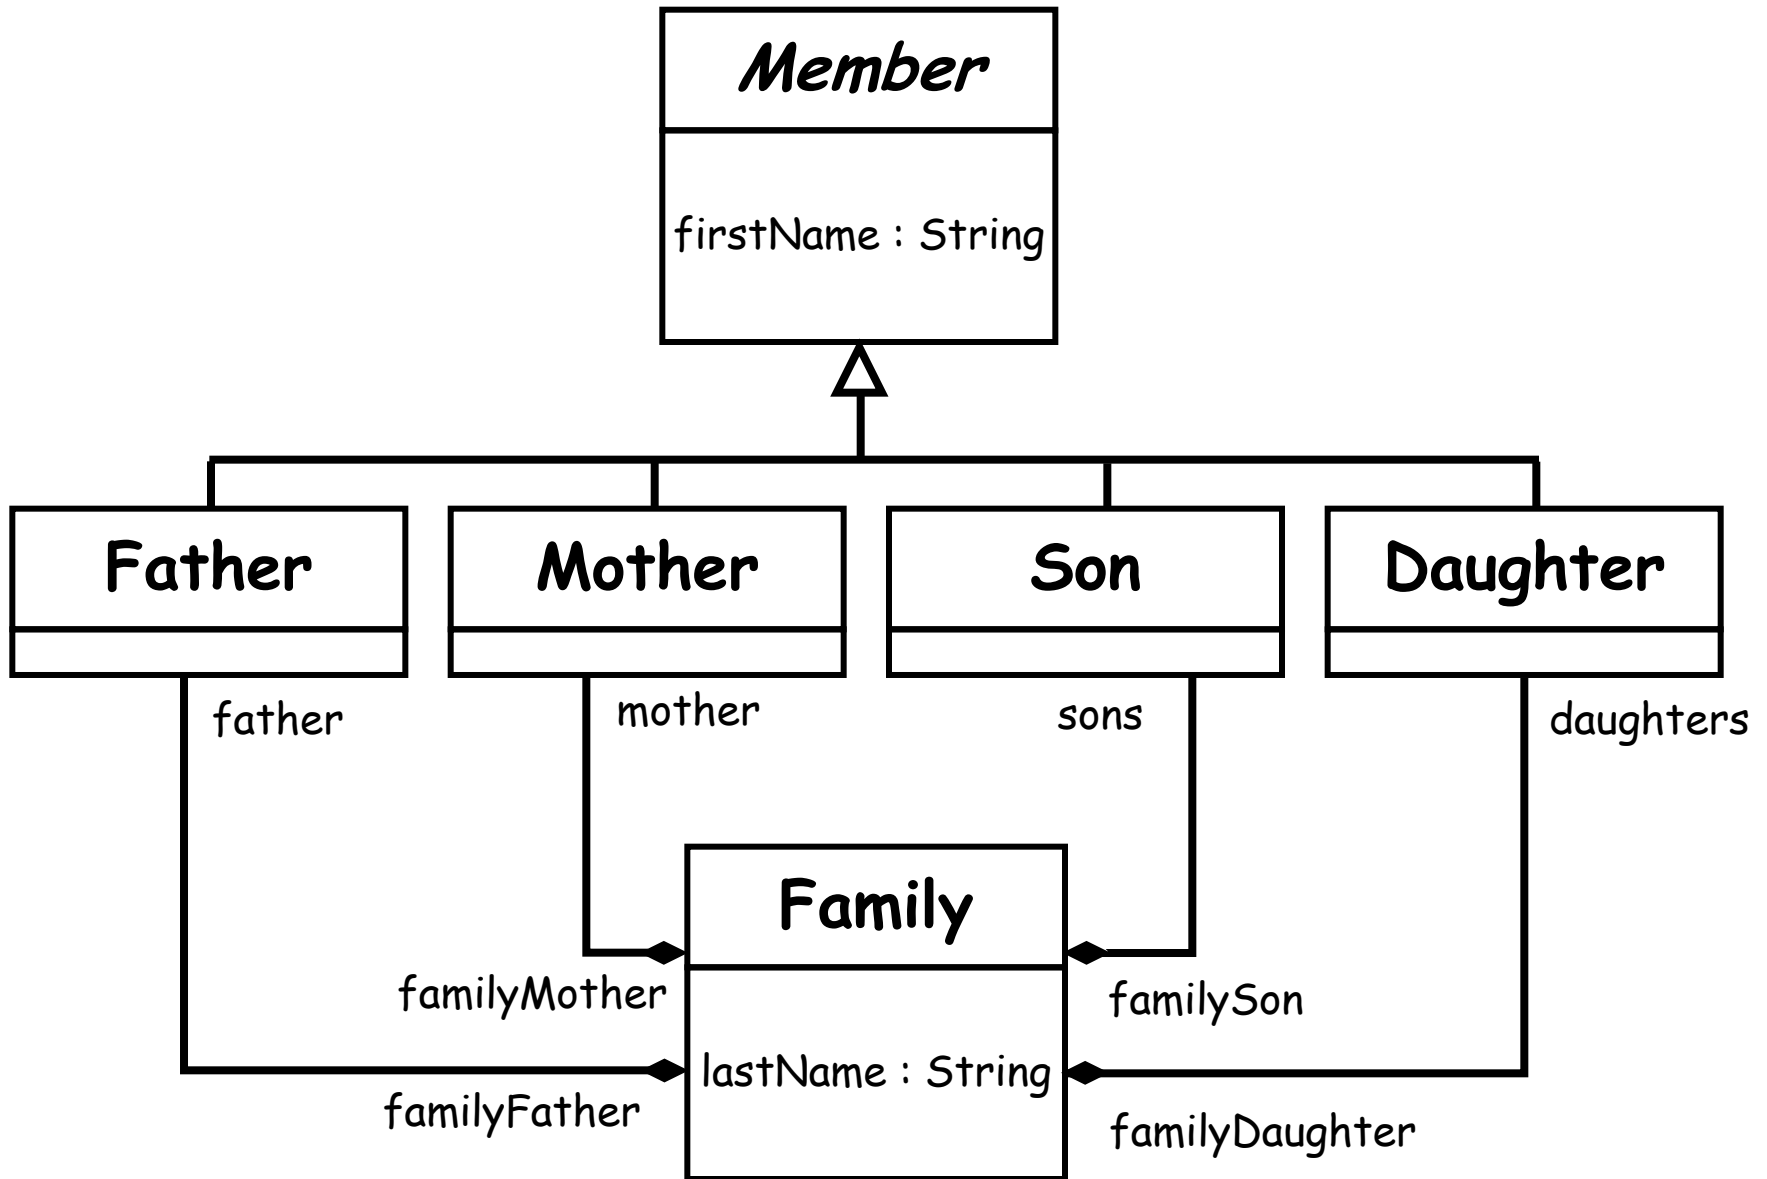 Member
firstName : String
Father
Mother
Son
Daughter
father
mother
sons
daughters
Family
familyMother
familySon
lastName : String
familyFather
familyDaughter